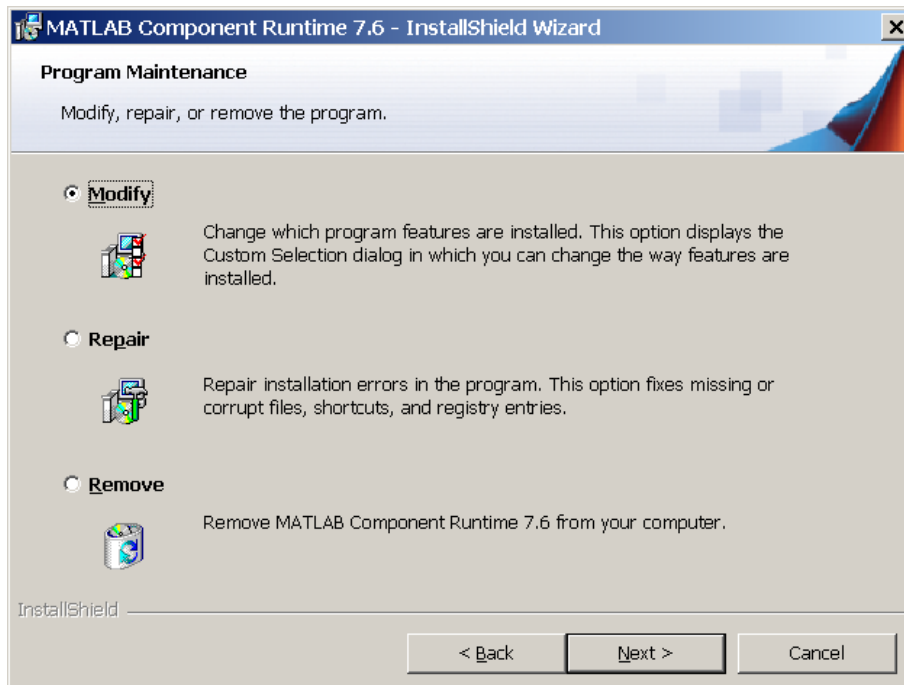 MATLAB Component Runtime 7.6 - InstallShield Wizard
Program Maintenance
Modify, repair, or remove the program.
Modify
Change which program features are installed. This option displays the
Custom Selection dialog in which you can change the way features are
installed.
Repair
Repair installation errors in the program. This option fixes missing or
corrupt files, shortcuts, and registry entries.
Remove
Remove MATLAB Component Runtime 7.6 from your computer.
InstallShield
< Back
Next >
Cancel